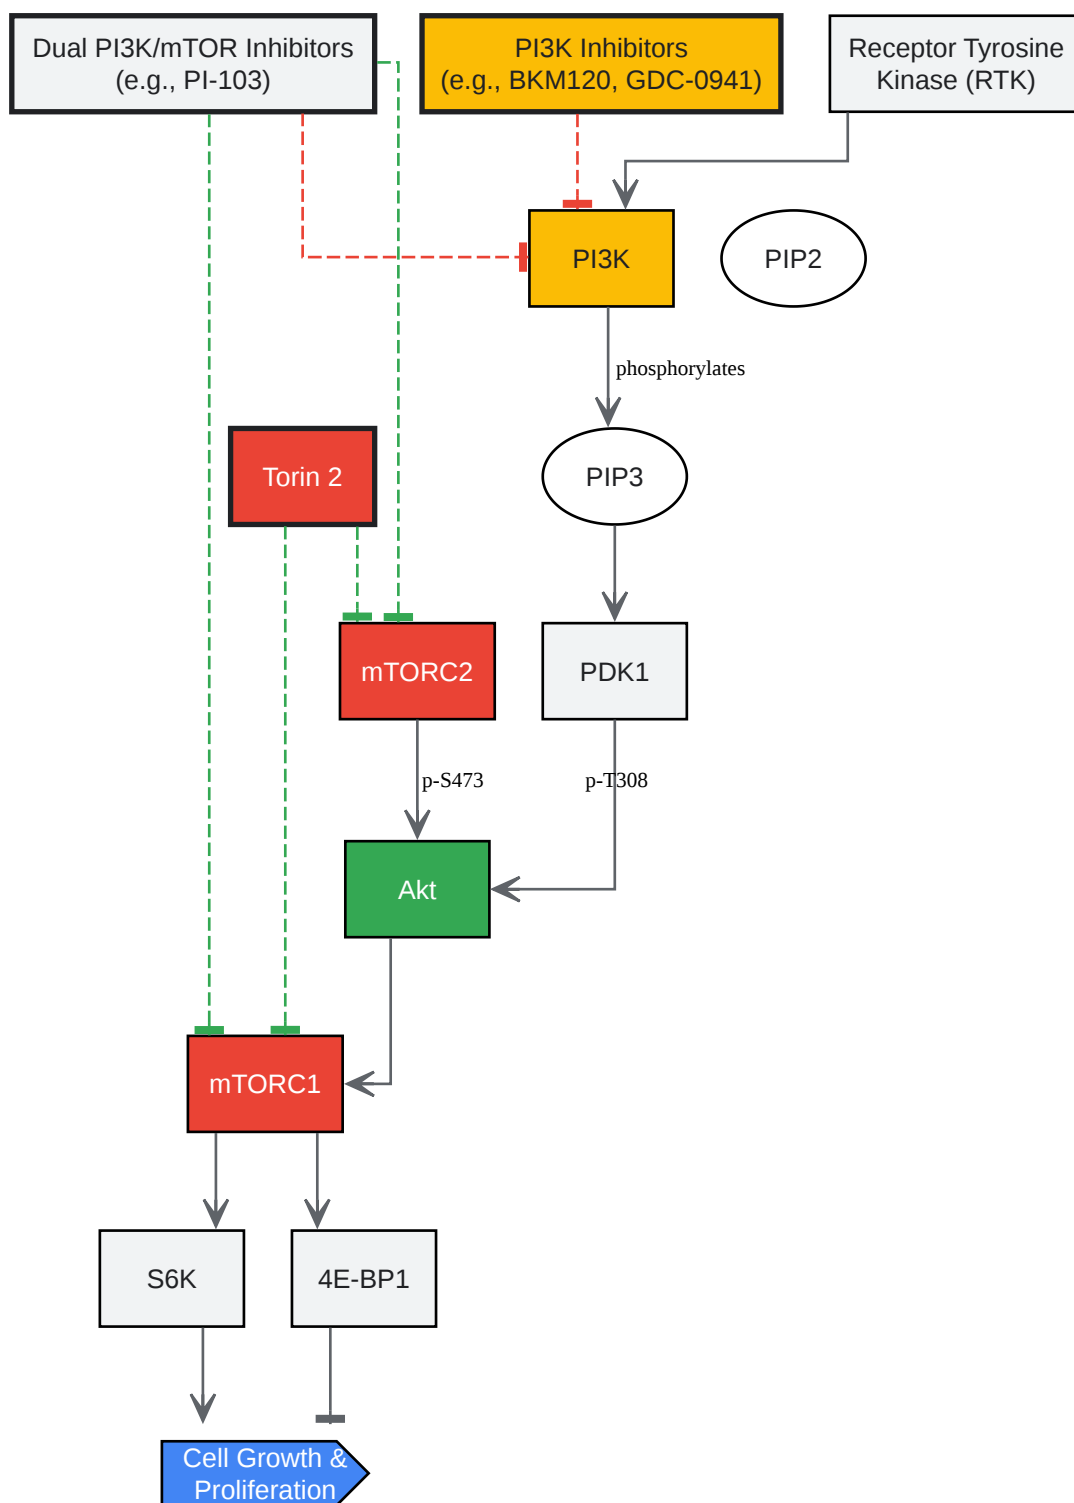 Dual PI3K/mTOR Inhibitors
(e.g., PI-103)
PI3K Inhibitors
(e.g., BKM120, GDC-0941)
Receptor Tyrosine
Kinase (RTK)
PI3K
PIP2
phosphorylates
Torin 2
PIP3
mTORC2
PDK1
p-S473
p-T308
Akt
mTORC1
S6K
4E-BP1
Cell Growth &
Proliferation